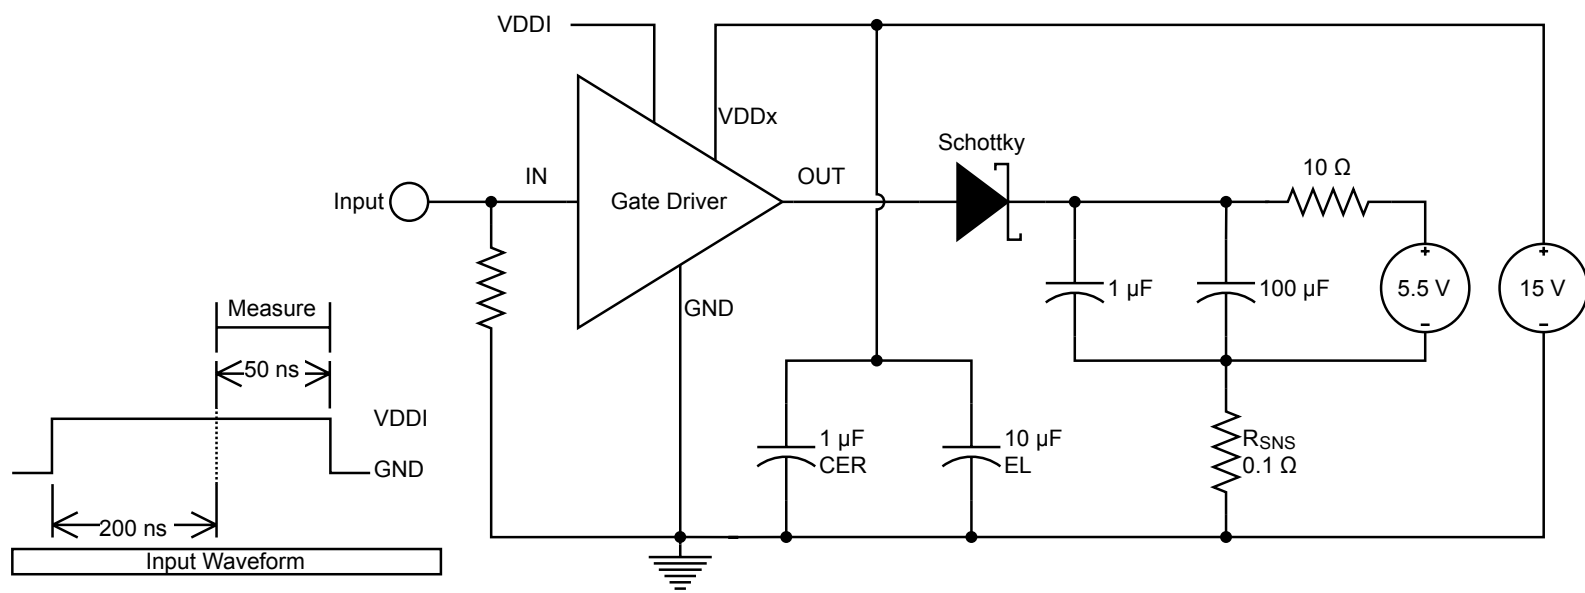 VDDI
VDDx
Schottky
10 Ω
IN
OUT
Input
Gate Driver
+
+
1 µF
100 µF
5.5 V
15 V
Measure
GND
−
−
50 ns
VDDI
1 µF
CER
10 µF
EL
RSNS
0.1 Ω
GND
200 ns
Input Waveform